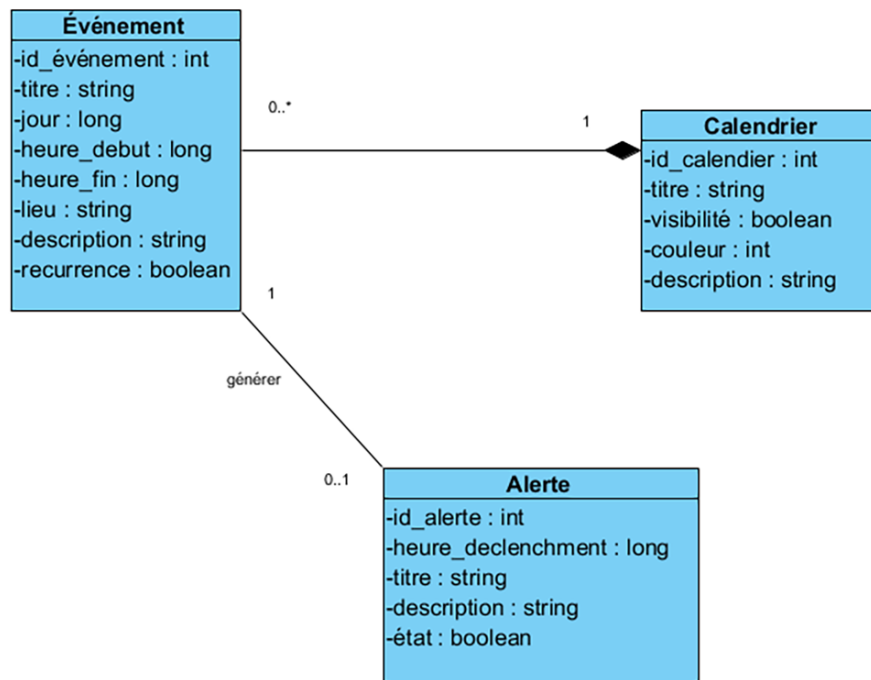 Événement
-id_événement : int
-titre : string
-jour : long
-heure_debut : long
-heure_fin : long
-lieu : string
-description : string
-recurrence : boolean
0..*
1
Calendrier
-id_calendier : int
-titre : string
-visibilité : boolean
-couleur : int
-description : string
1
générer
0..1
Alerte
-id_alerte : int
-heure_declenchment : long
-titre : string
-description : string
-état : boolean